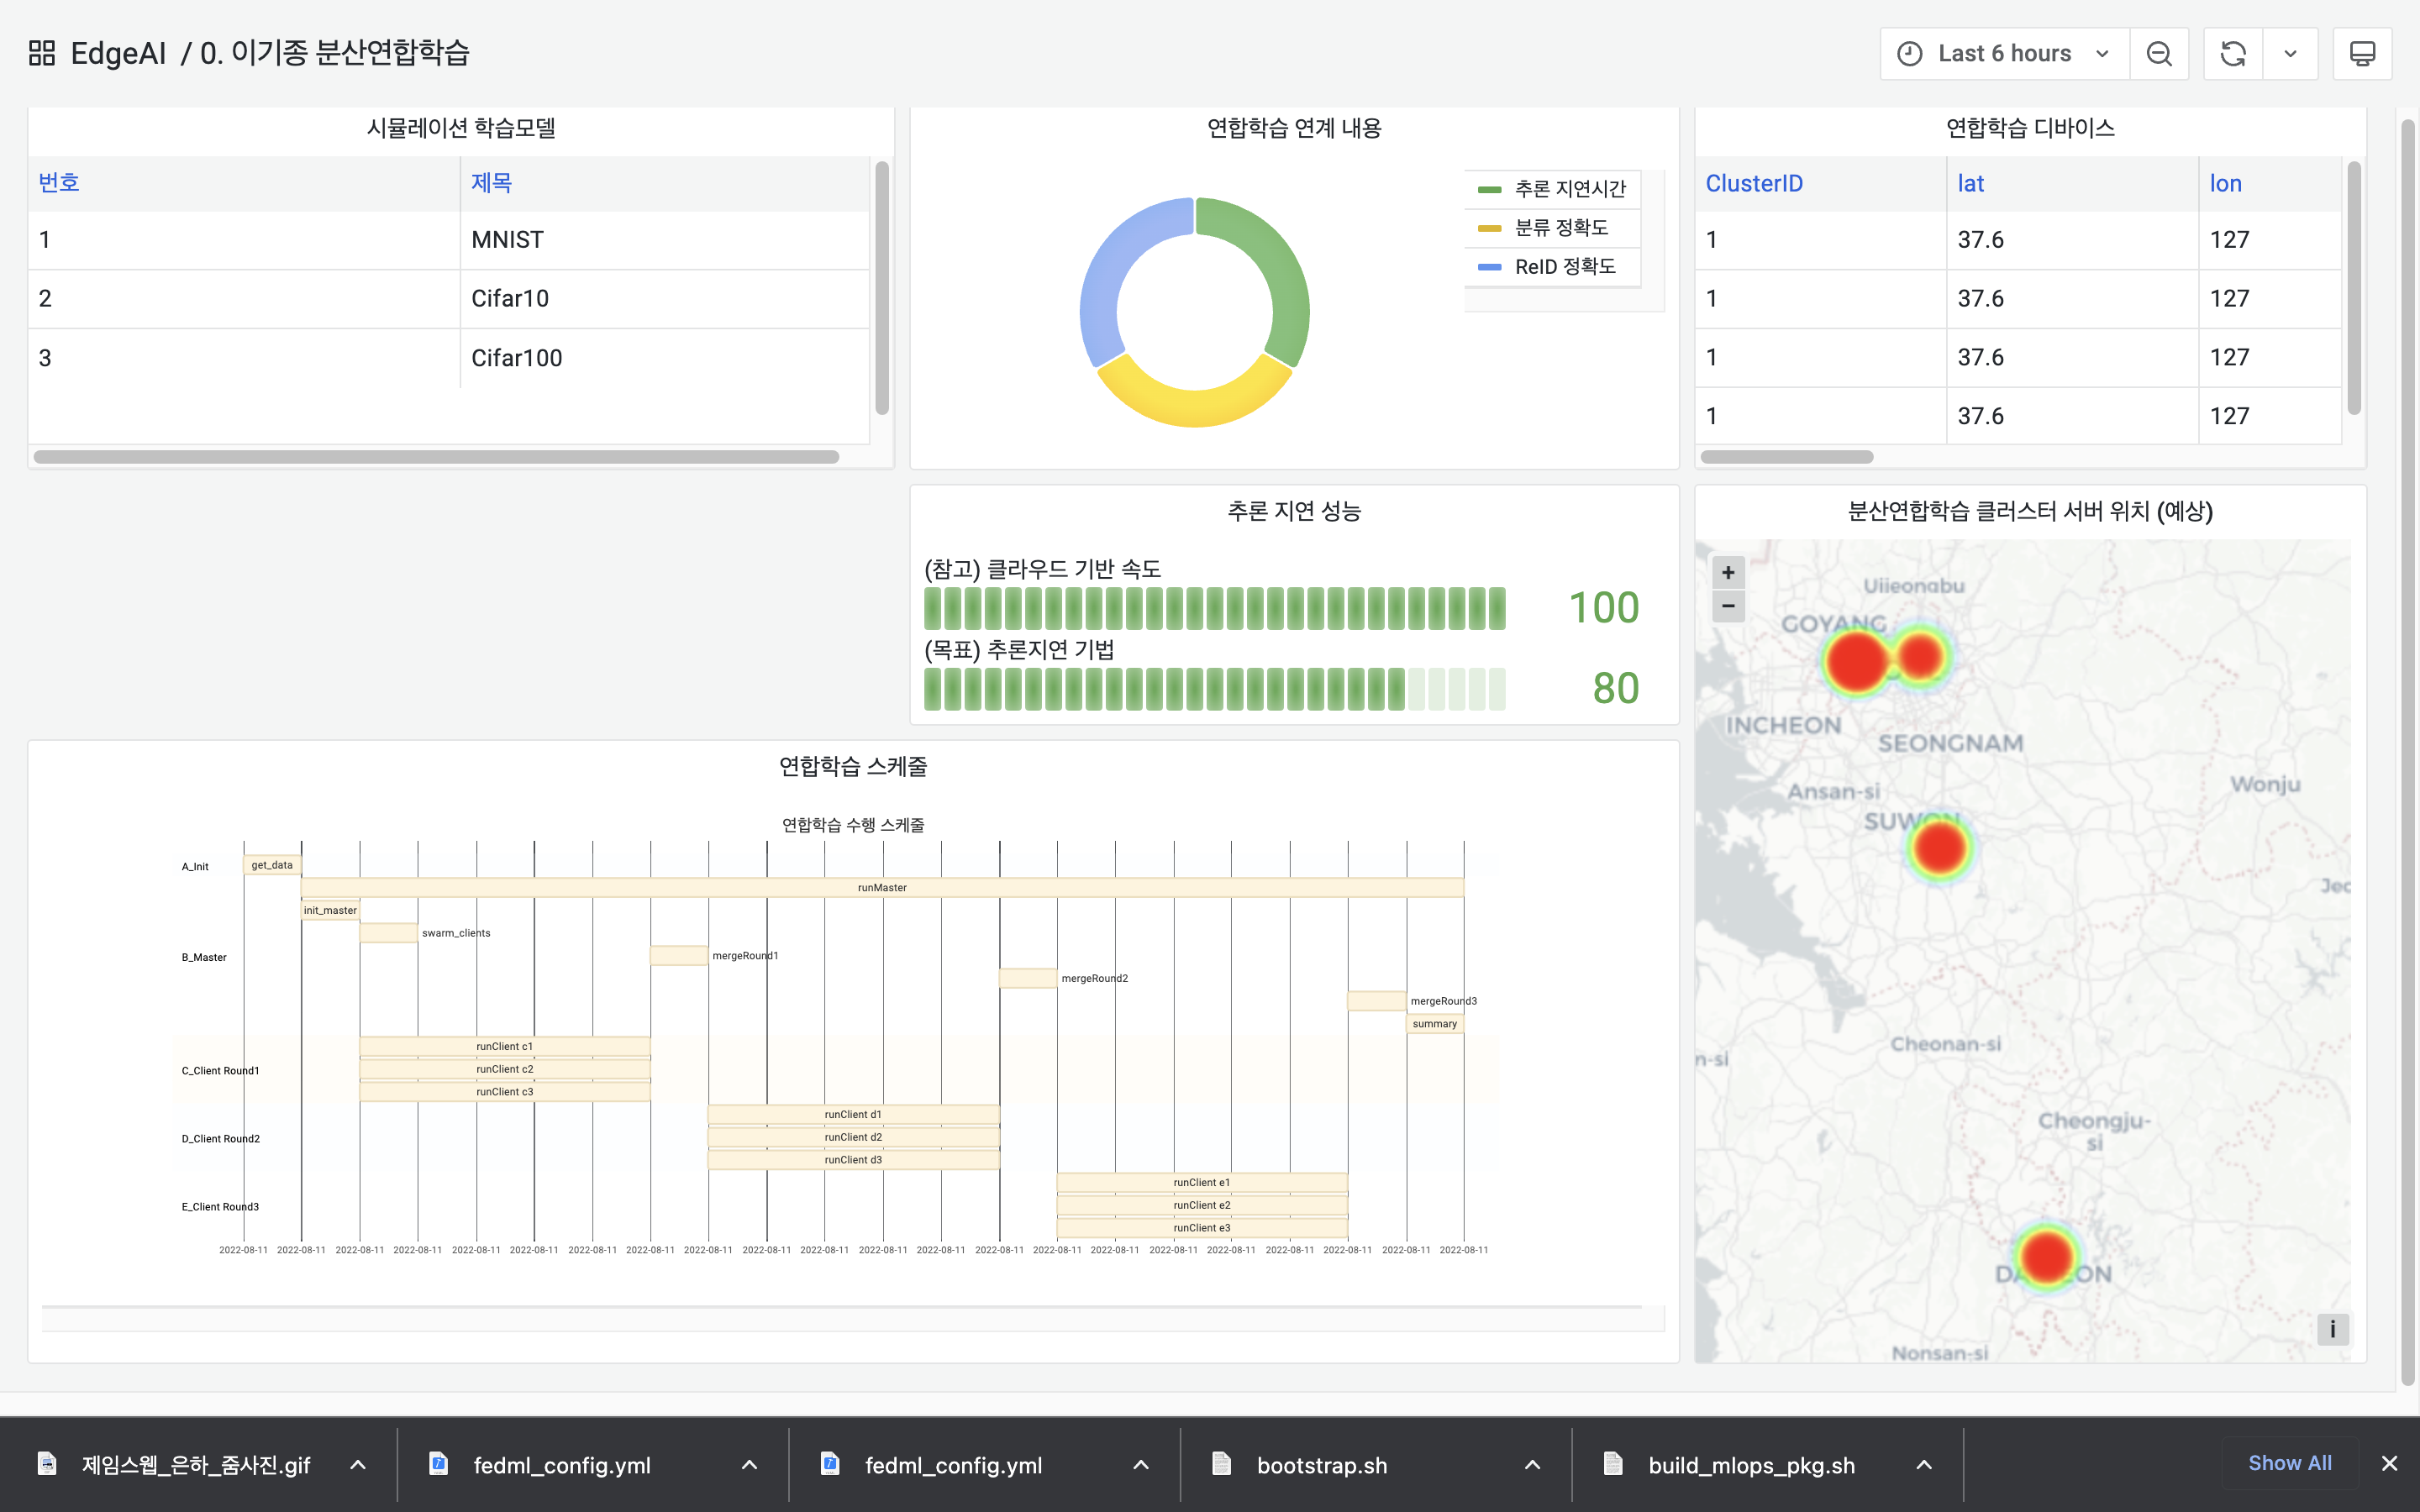 EdgeAI / 0. 이기종 분산연합학습
Last 6 hours
시뮬레이션 학습모델
번호 제목
1 MNIST
2 Cifar10
3 Cifar100
연합학습 연계 내용
추론 지연시간
분류 정확도
ReID 정확도
연합학습 디바이스
ClusterID lat lon
1 37.6 127
1 37.6 127
1 37.6 127
1 37.6 127
추론 지연 성능
(참고) 클라우드 기반 속도
100
(목표) 추론지연 기법
80
분산연합학습 클러스터 서버 위치 (예상)
+
−
Uijeongbu
GOYANG
INCHEON
SEONGNAM
Ansan-si
Wonju
SUWON
Jec
Cheonan-si
n-si
Cheongju-
si
Nonsan-si
i
연합학습 스케줄
연합학습 수행 스케줄
A_Init
get_data
runMaster
init_master
swarm_clients
B_Master
mergeRound1
mergeRound2
mergeRound3
summary
runClient c1
C_Client Round1
runClient c2
runClient c3
runClient d1
D_Client Round2
runClient d2
runClient d3
runClient e1
E_Client Round3
runClient e2
runClient e3
2022-08-11 2022-08-11 2022-08-11 2022-08-11 2022-08-11 2022-08-11 2022-08-11 2022-08-11 2022-08-11 2022-08-11 2022-08-11 2022-08-11 2022-08-11 2022-08-11 2022-08-11 2022-08-11 2022-08-11 2022-08-11 2022-08-11 2022-08-11 2022-08-11 2022-08-11
제임스웹_은하_줌사진.gif
fedml_config.yml
fedml_config.yml
bootstrap.sh
build_mlops_pkg.sh
Show All